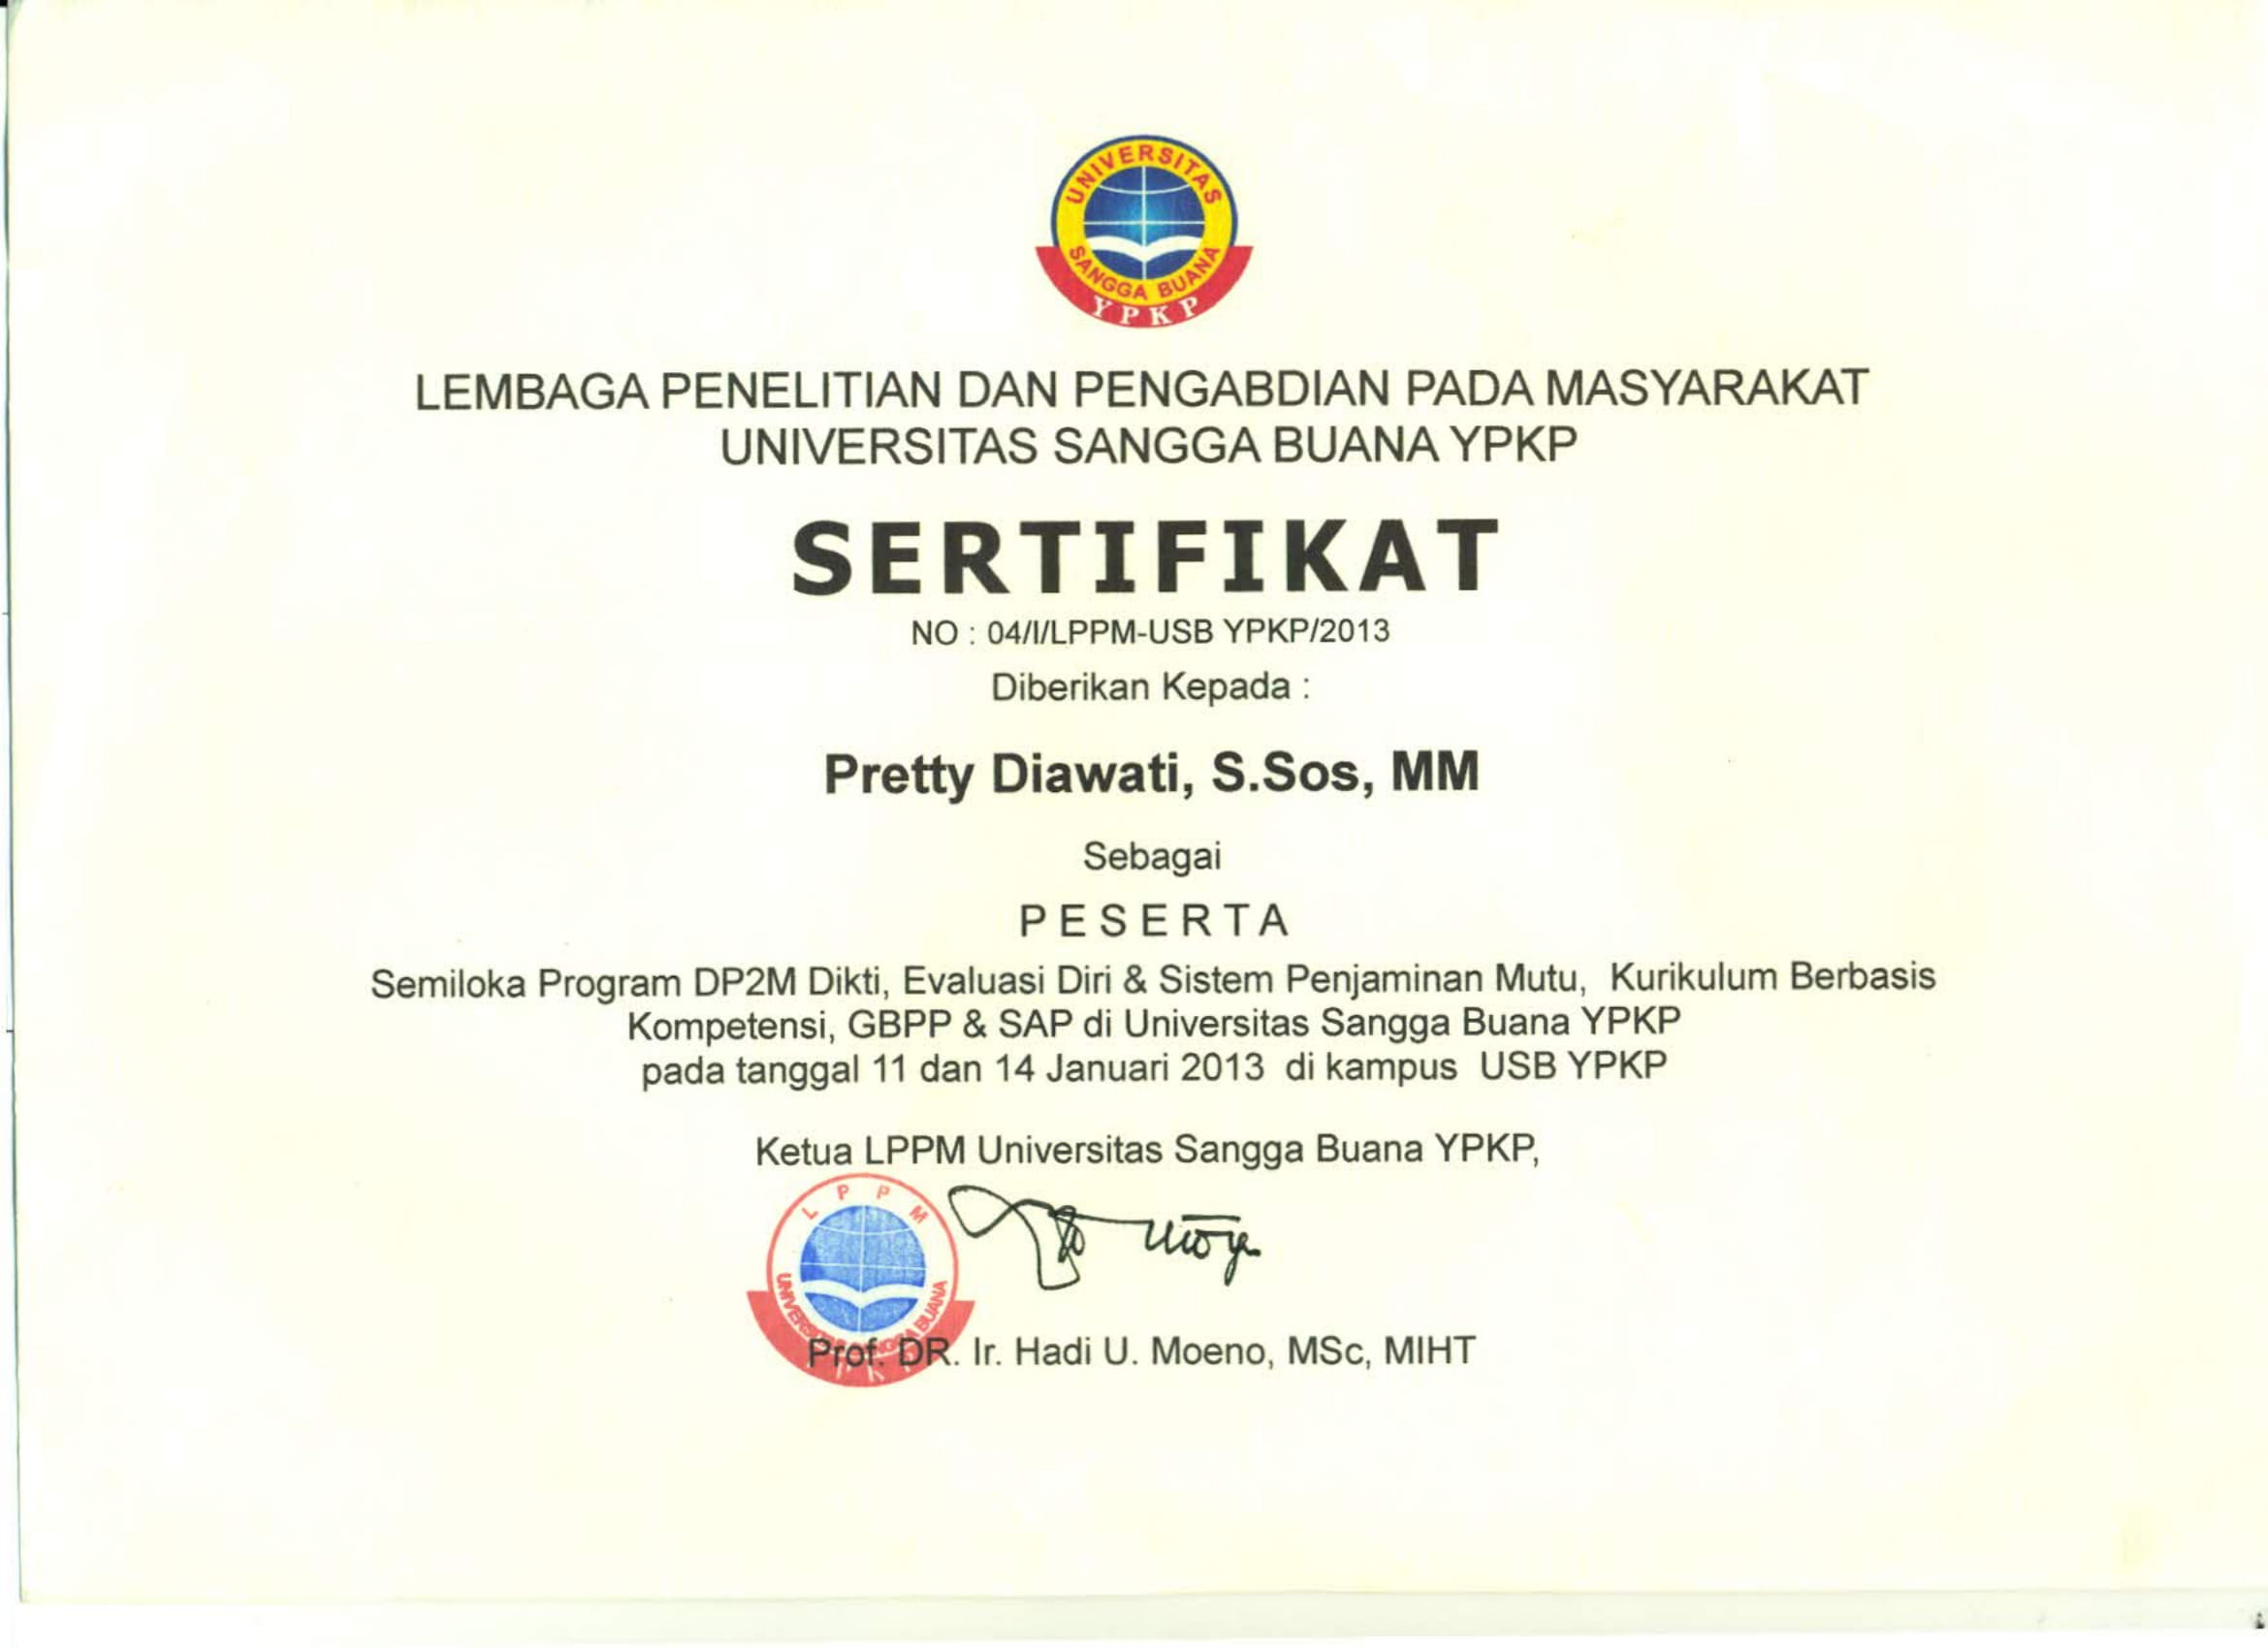 UNIVERSITAS
SANGGA BUANA
YPKP
LEMBAGA PENELITIAN DAN PENGABDIAN PADA MASYARAKAT
UNIVERSITAS SANGGA BUANA YPKP
SERTIFIKAT
NO : 04/I/LPPM-USB YPKP/2013
Diberikan Kepada :
Pretty Diawati, S.Sos, MM
Sebagai
PESERTA
Semiloka Program DP2M Dikti, Evaluasi Diri & Sistem Penjaminan Mutu, Kurikulum Berbasis
Kompetensi, GBPP & SAP di Universitas Sangga Buana YPKP
pada tanggal 11 dan 14 Januari 2013 di kampus USB YPKP
Ketua LPPM Universitas Sangga Buana YPKP,
LPPM
UNIVERSITAS SANGGA BUANA
Prof. DR. Ir. Hadi U. Moeno, MSc, MIHT